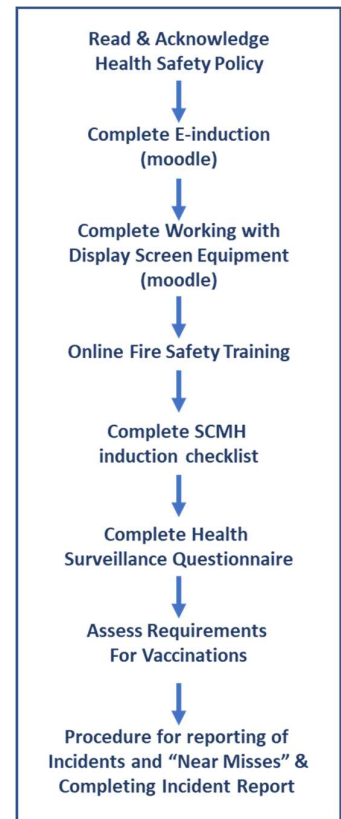 Read & Acknowledge
Health Safety Policy
Complete E-induction
(moodle)
Complete Working with
Display Screen Equipment
(moodle)
Online Fire Safety Training
Complete SCMH
induction checklist
Complete Health
Surveillance Questionnaire
Assess Requirements
For Vaccinations
Procedure for reporting of
Incidents and “Near Misses” &
Completing Incident Report